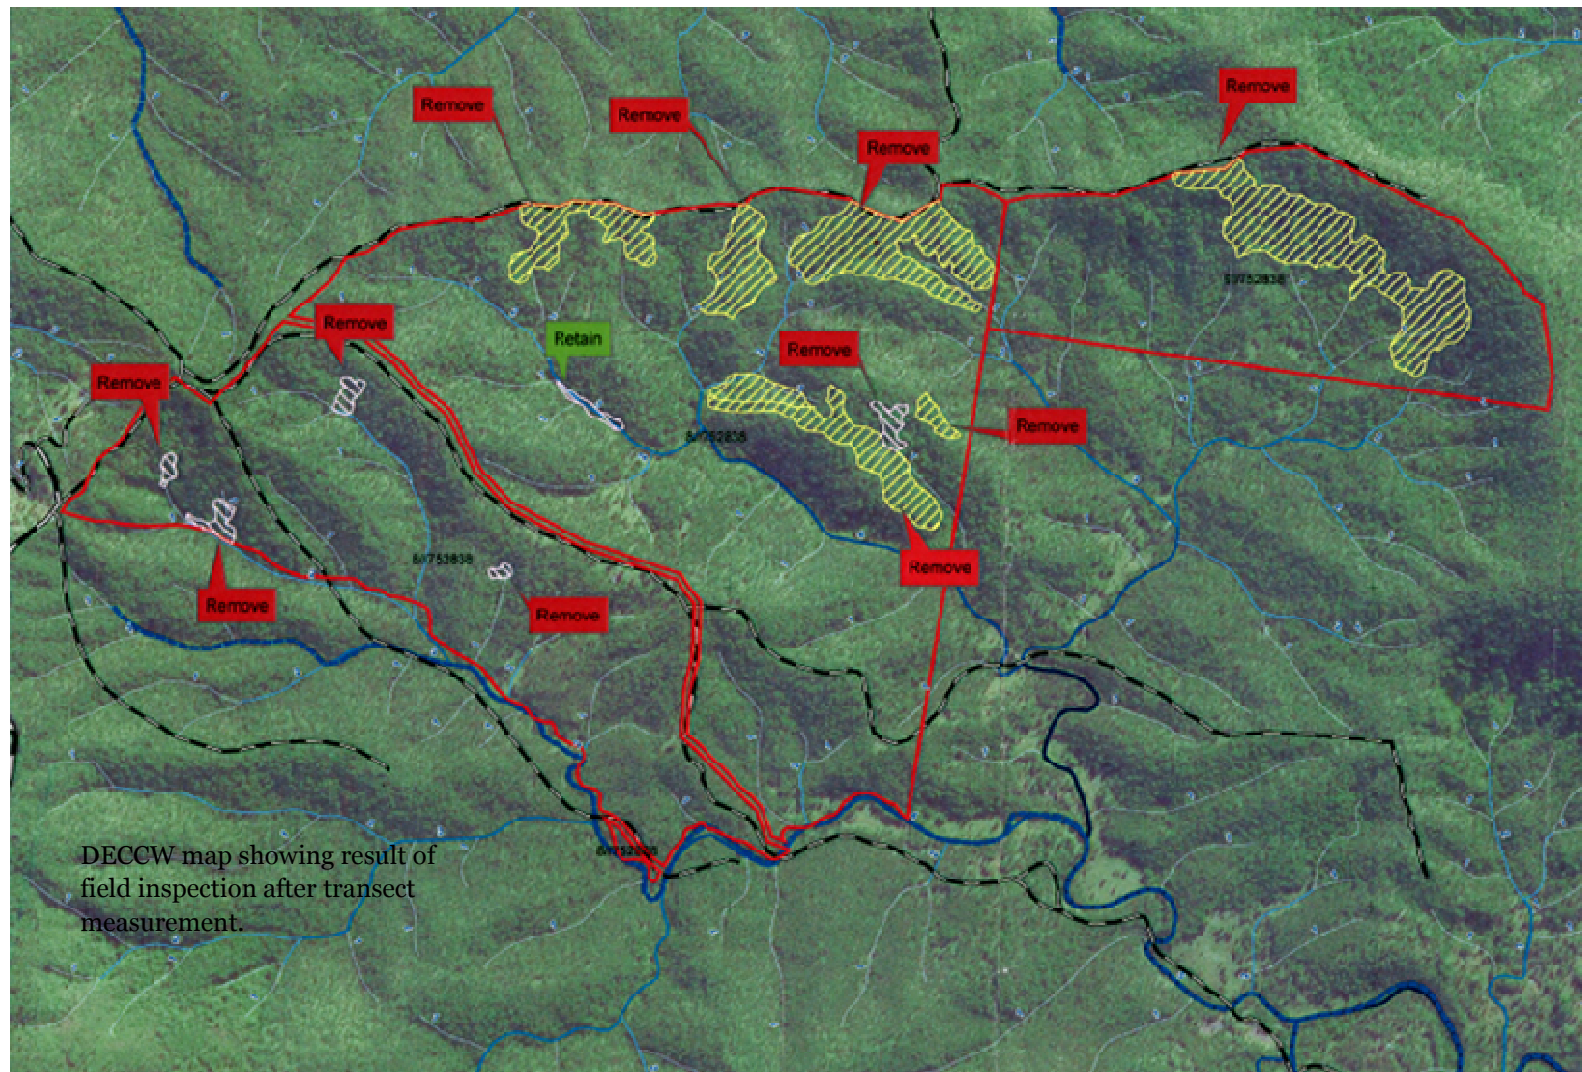 Remove
Remove
Remove
Remove
Remove
Retain
Remove
Remove
Remove
Remove
Remove
Remove
DECCW map showing result of
field inspection after transect
measurement.